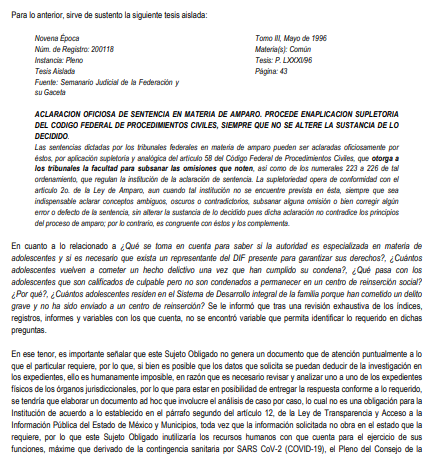 Para lo anterior, sirve de sustento la siguiente tesis aislada:
Novena Época Tomo III, Mayo de 1996
Núm. de Registro: 200118 Materia(s): Común
Instancia: Pleno Tesis: P. LXXXI/96
Tesis Aislada Página: 43
Fuente: Semanario Judicial de la Federación y
su Gaceta
ACLARACION OFICIOSA DE SENTENCIA EN MATERIA DE AMPARO. PROCEDE ENAPLICACION SUPLETORIA
DEL CODIGO FEDERAL DE PROCEDIMIENTOS CIVILES, SIEMPRE QUE NO SE ALTERE LA SUSTANCIA DE LO
DECIDIDO.
Las sentencias dictadas por los tribunales federales en materia de amparo pueden ser aclaradas oficiosamente por
éstos, por aplicación supletoria y analógica del artículo 58 del Código Federal de Procedimientos Civiles, que otorga a
los tribunales la facultad para subsanar las omisiones que noten, así como de los numerales 223 a 226 de tal
ordenamiento, que regulan la institución de la aclaración de sentencia. La supletoriedad opera de conformidad con el
artículo 2o. de la Ley de Amparo, aun cuando tal institución no se encuentre prevista en ésta, siempre que sea
indispensable aclarar conceptos ambiguos, oscuros o contradictorios, subsanar alguna omisión o bien corregir algún
error o defecto de la sentencia, sin alterar la sustancia de lo decidido pues dicha aclaración no contradice los principios
del proceso de amparo; por lo contrario, es congruente con éstos y los complementa.
En cuanto a lo relacionado a ¿Qué se toma en cuenta para saber si la autoridad es especializada en materia de
adolescentes y si es necesario que exista un representante del DIF presente para garantizar sus derechos?, ¿Cuántos
adolescentes vuelven a cometer un hecho delictivo una vez que han cumplido su condena?, ¿Qué pasa con los
adolescentes que son calificados de culpable pero no son condenados a permanecer en un centro de reinserción social?
¿Por qué?, ¿Cuántos adolescentes residen en el Sistema de Desarrollo integral de la familia porque han cometido un delito
grave y no ha sido enviado a un centro de reinserción? Se le informó que tras una revisión exhaustiva de los índices,
registros, informes y variables con los que cuenta, no se encontró variable que permita identificar lo requerido en dichas
preguntas.
En ese tenor, es importante señalar que este Sujeto Obligado no genera un documento que de atención puntualmente a lo
que el particular requiere, por lo que, si bien es posible que los datos que solicita se puedan deducir de la investigación en
los expedientes, ello es humanamente imposible, en razón que es necesario revisar y analizar uno a uno de los expedientes
físicos de los órganos jurisdiccionales, por lo que para estar en posibilidad de entregar la respuesta conforme a lo requerido,
se tendría que elaborar un documento ad hoc que involucre el análisis de caso por caso, lo cual no es una obligación para la
Institución de acuerdo a lo establecido en el párrafo segundo del artículo 12, de la Ley de Transparencia y Acceso a la
Información Pública del Estado de México y Municipios, toda vez que la información solicitada no obra en el estado que la
requiere, por lo que este Sujeto Obligado inutilizaría los recursos humanos con que cuenta para el ejercicio de sus
funciones, máxime que derivado de la contingencia sanitaria por SARS CoV-2 (COVID-19), el Pleno del Consejo de la